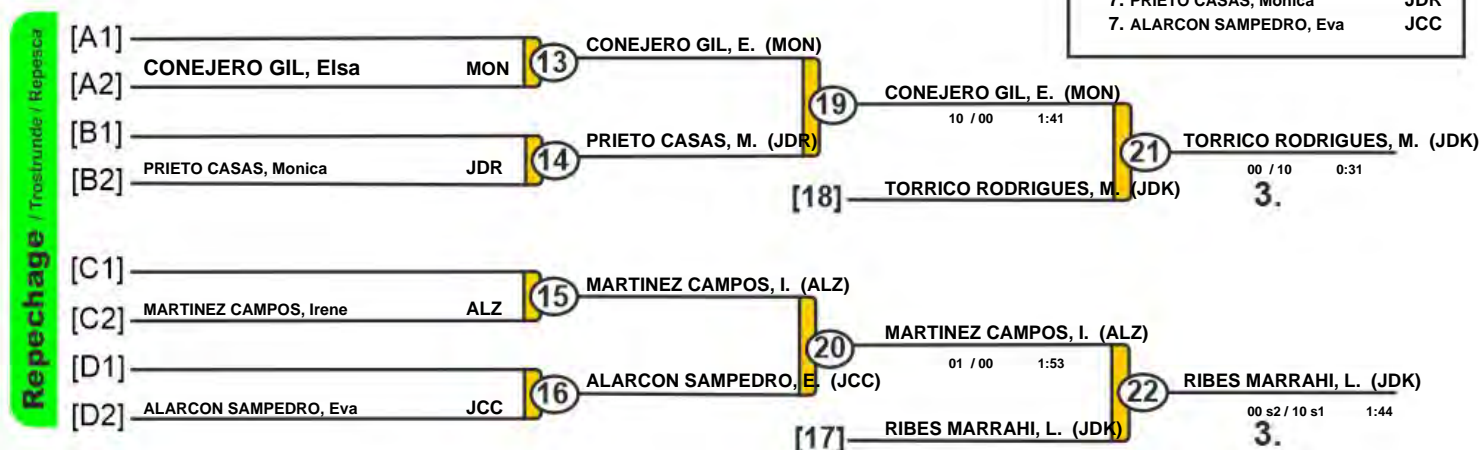 7. PRIETO CASAS, Monica JDR
7. ALARCON SAMPEDRO, Eva JCC
Repechage / Trostrunde / Repesca
[A1]
CONEJERO GIL, Elsa MON
[A2]
13
CONEJERO GIL, E. (MON)
[B1]
PRIETO CASAS, Monica JDR
[B2]
14
PRIETO CASAS, M. (JDR)
19
CONEJERO GIL, E. (MON)
10 / 00 1:41
[18]
TORRICO RODRIGUES, M. (JDK)
21
TORRICO RODRIGUES, M. (JDK)
00 / 10 0:31
3.
[C1]
MARTINEZ CAMPOS, Irene ALZ
[C2]
15
MARTINEZ CAMPOS, I. (ALZ)
[D1]
ALARCON SAMPEDRO, Eva JCC
[D2]
16
ALARCON SAMPEDRO, E. (JCC)
20
MARTINEZ CAMPOS, I. (ALZ)
01 / 00 1:53
[17]
RIBES MARRAHI, L. (JDK)
22
RIBES MARRAHI, L. (JDK)
00 s2 / 10 s1 1:44
3.